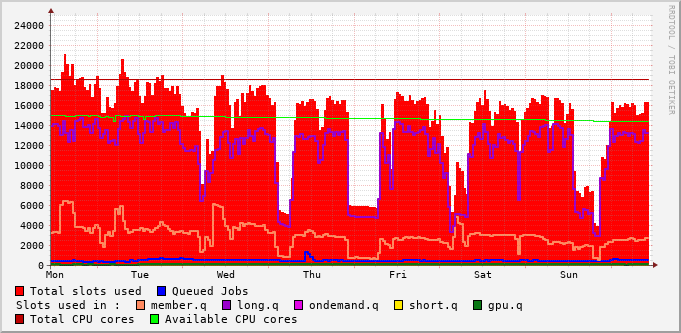 24000
22000
20000
18000
16000
14000
12000
10000
8000
6000
4000
2000
0
Mon Tue Wed Thu Fri Sat Sun
Total slots used Queued Jobs
Slots used in : member.q long.q ondemand.q short.q gpu.q
Total CPU cores Available CPU cores
RRDTOOL / TOBI OETIKER